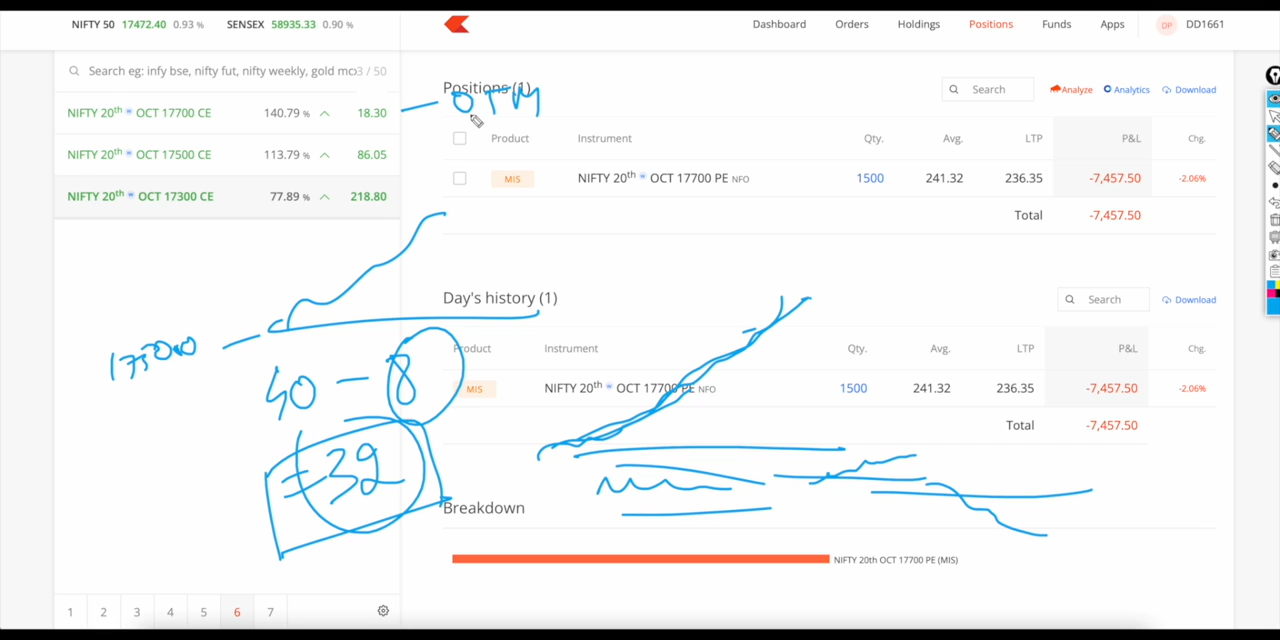 NIFTY 50 17472.40 0.93 % SENSEX 58935.33 0.90 %
Dashboard Orders Holdings Positions Funds Apps DP DD1661
Search eg: infy bse, nifty fut, nifty weekly, gold mc 3 / 50
NIFTY 20th w OCT 17700 CE 140.79 % 18.30
NIFTY 20th w OCT 17500 CE 113.79 % 86.05
NIFTY 20th w OCT 17300 CE 77.89 % 218.80
Positions (1) Search Analyze Analytics Download
OTM
Product Instrument Qty. Avg. LTP P&L Chg.
MIS NIFTY 20th w OCT 17700 PE NFO 1500 241.32 236.35 -7,457.50 -2.06%
Total -7,457.50
Day's history (1) Search Download
Product Instrument Qty. Avg. LTP P&L Chg.
MIS NIFTY 20th w OCT 17700 PE NFO 1500 241.32 236.35 -7,457.50 -2.06%
Total -7,457.50
40 - 8
= 32
Breakdown
NIFTY 20th OCT 17700 PE (MIS)
1 2 3 4 5 6 7